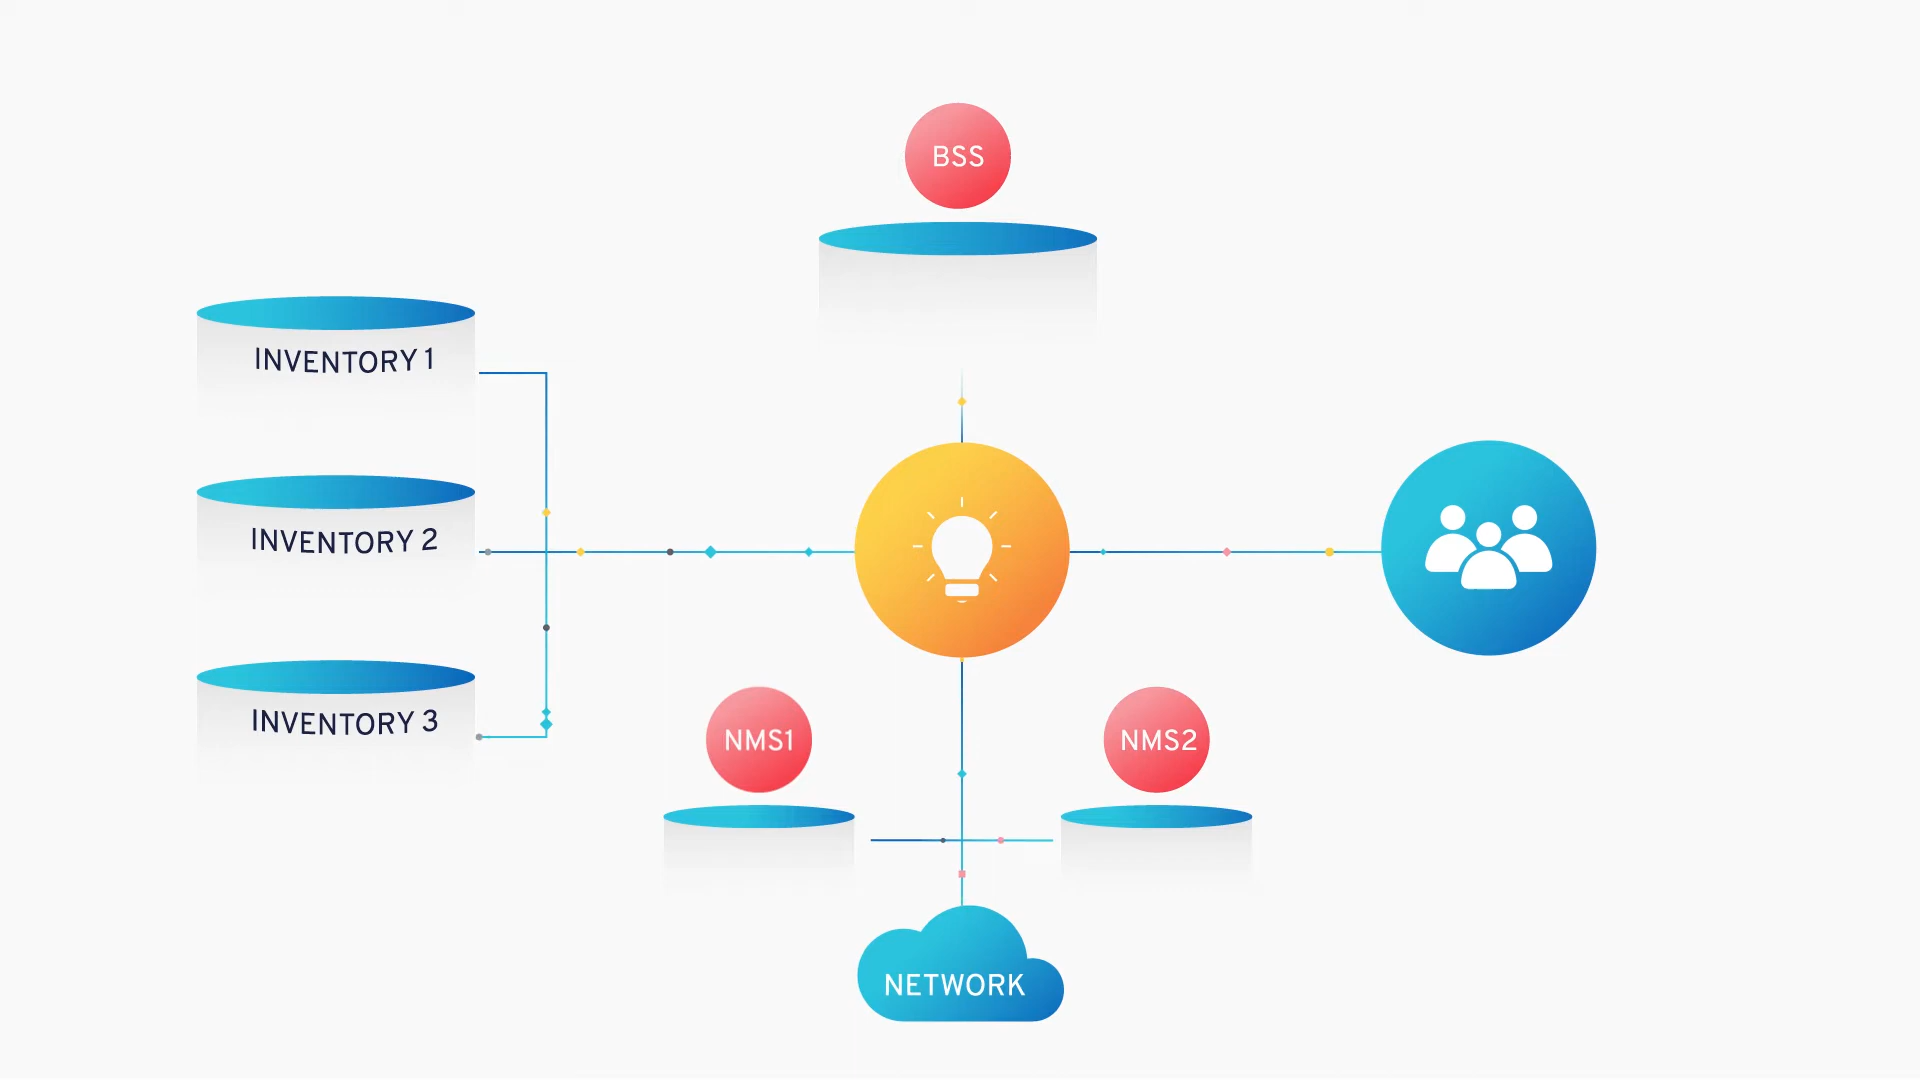 BSS
INVENTORY 1
INVENTORY 2
INVENTORY 3
NMS1
NMS2
NETWORK